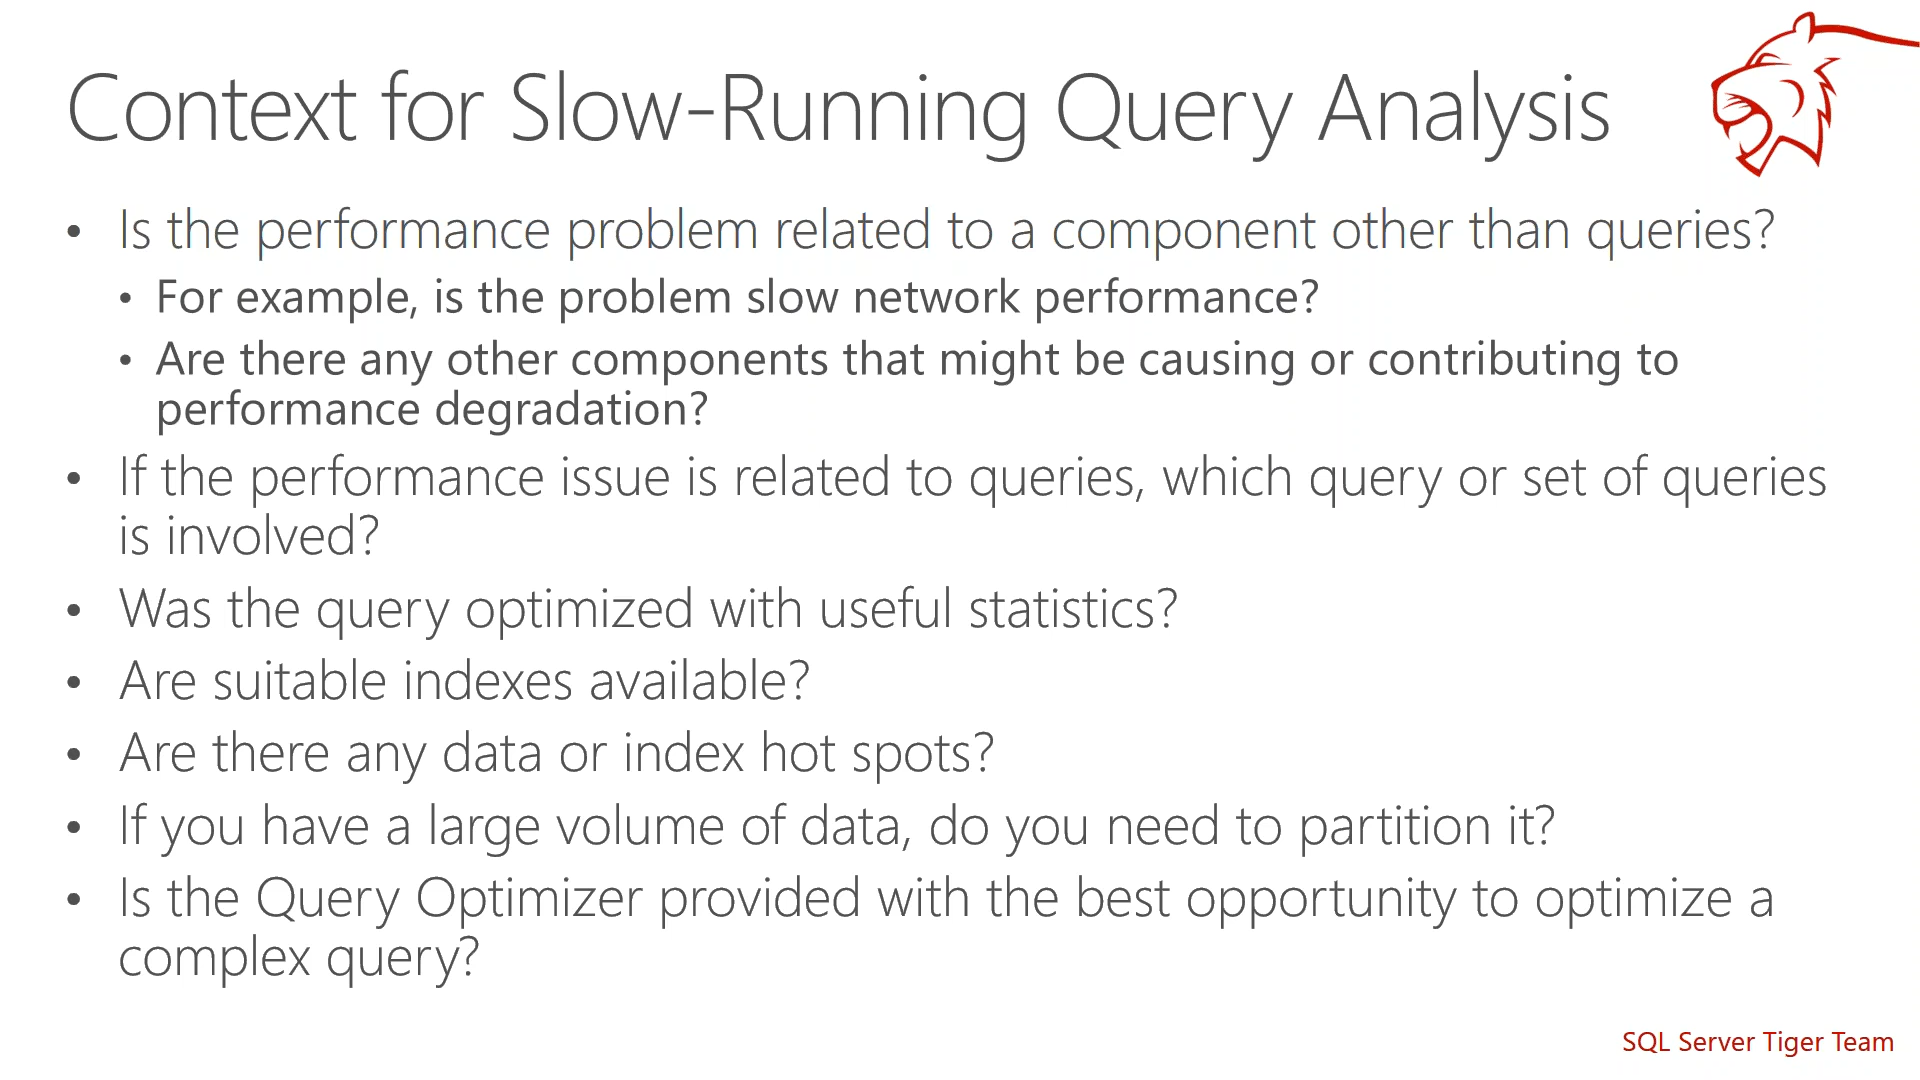 Context for Slow-Running Query Analysis
• Is the performance problem related to a component other than queries?
• For example, is the problem slow network performance?
• Are there any other components that might be causing or contributing to
performance degradation?
• If the performance issue is related to queries, which query or set of queries
is involved?
• Was the query optimized with useful statistics?
• Are suitable indexes available?
• Are there any data or index hot spots?
• If you have a large volume of data, do you need to partition it?
• Is the Query Optimizer provided with the best opportunity to optimize a
complex query?
SQL Server Tiger Team